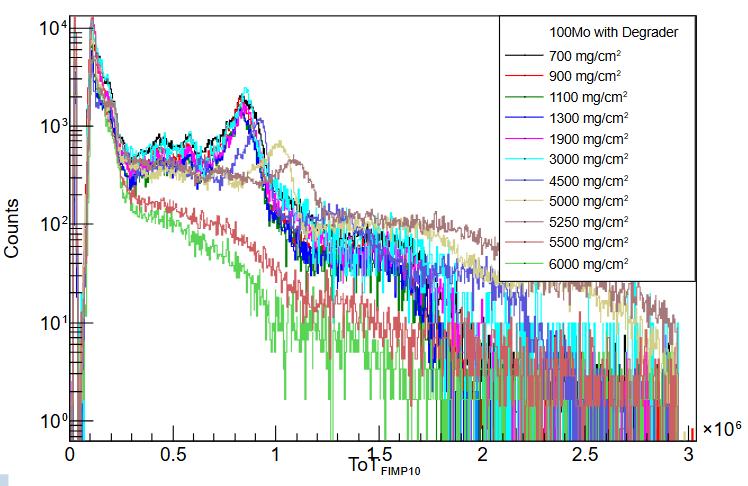 100Mo with Degrader
700 mg/cm²
900 mg/cm²
1100 mg/cm²
1300 mg/cm²
1900 mg/cm²
3000 mg/cm²
4500 mg/cm²
5000 mg/cm²
5250 mg/cm²
5500 mg/cm²
6000 mg/cm²
Counts
10⁴
10³
10²
10¹
10⁰
0 0.5 1 1.5 2 2.5 3
×10⁶
ToT FIMP10